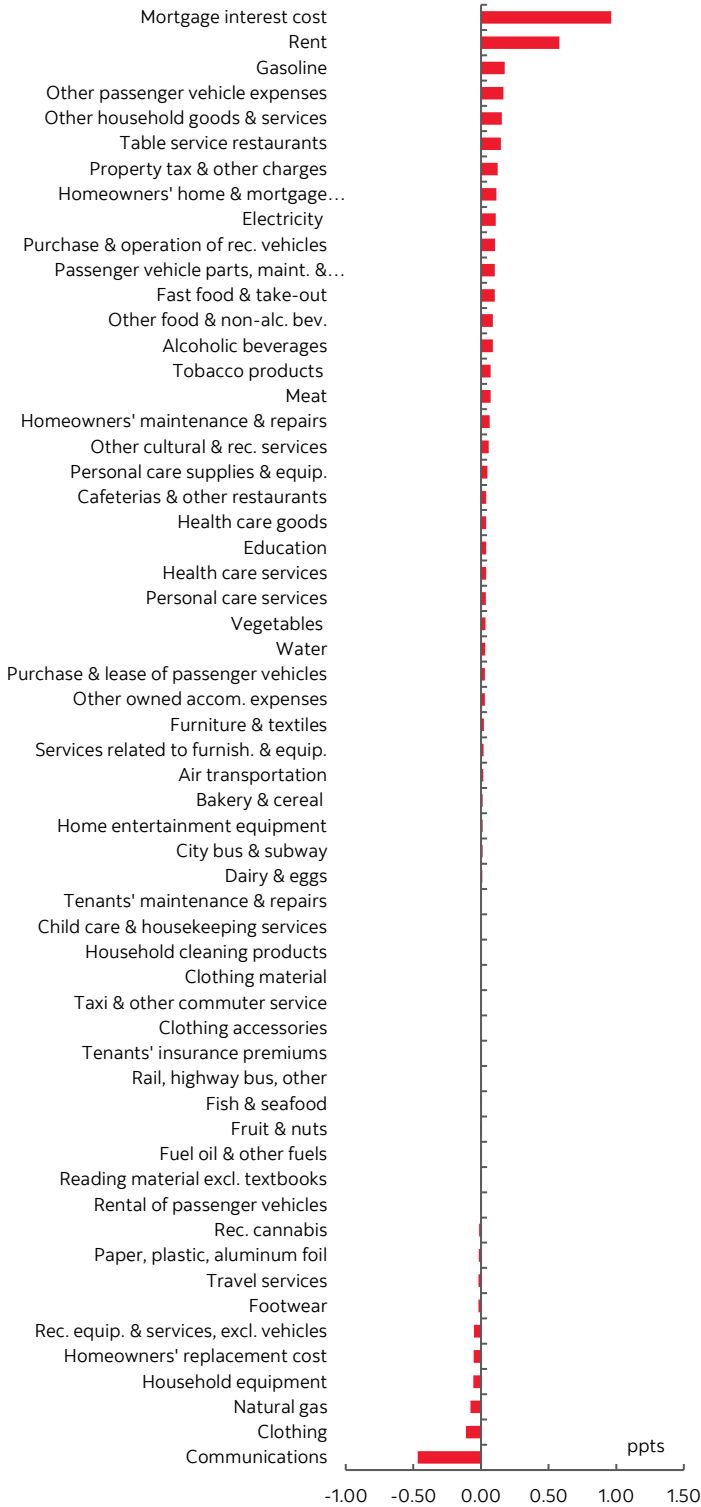 Mortgage interest cost
Rent
Gasoline
Other passenger vehicle expenses
Other household goods & services
Table service restaurants
Property tax & other charges
Homeowners' home & mortgage…
Electricity
Purchase & operation of rec. vehicles
Passenger vehicle parts, maint. &…
Fast food & take-out
Other food & non-alc. bev.
Alcoholic beverages
Tobacco products
Meat
Homeowners' maintenance & repairs
Other cultural & rec. services
Personal care supplies & equip.
Cafeterias & other restaurants
Health care goods
Education
Health care services
Personal care services
Vegetables
Water
Purchase & lease of passenger vehicles
Other owned accom. expenses
Furniture & textiles
Services related to furnish. & equip.
Air transportation
Bakery & cereal
Home entertainment equipment
City bus & subway
Dairy & eggs
Tenants' maintenance & repairs
Child care & housekeeping services
Household cleaning products
Clothing material
Taxi & other commuter service
Clothing accessories
Tenants' insurance premiums
Rail, highway bus, other
Fish & seafood
Fruit & nuts
Fuel oil & other fuels
Reading material excl. textbooks
Rental of passenger vehicles
Rec. cannabis
Paper, plastic, aluminum foil
Travel services
Footwear
Rec. equip. & services, excl. vehicles
Homeowners' replacement cost
Household equipment
Natural gas
Clothing
Communications
ppts
-1.00 -0.50 0.00 0.50 1.00 1.50